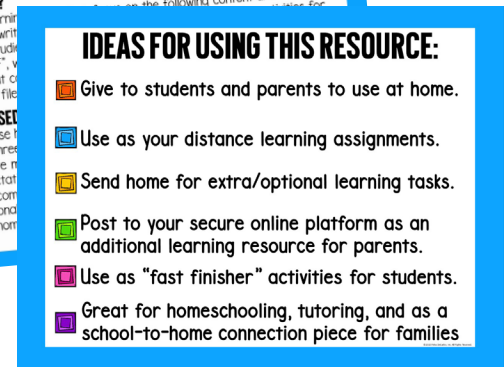 on the following
IDEAS FOR USING THIS RESOURCE:
Give to students and parents to use at home.
Use as your distance learning assignments.
Send home for extra/optional learning tasks.
Post to your secure online platform as an
additional learning resource for parents.
Use as “fast finisher” activities for students.
Great for homeschooling, tutoring, and as a
school-to-home connection piece for families